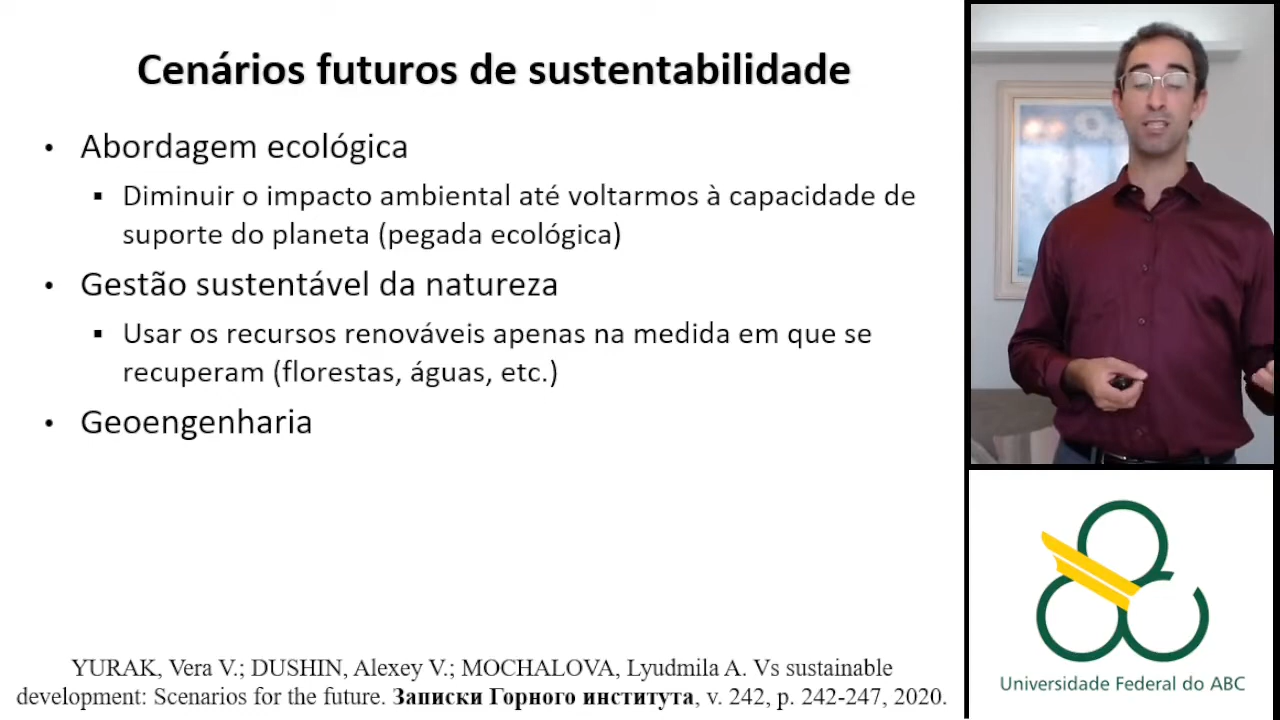 Cenários futuros de sustentabilidade
• Abordagem ecológica
▪ Diminuir o impacto ambiental até voltarmos à capacidade de
suporte do planeta (pegada ecológica)
• Gestão sustentável da natureza
▪ Usar os recursos renováveis apenas na medida em que se
recuperam (florestas, águas, etc.)
• Geoengenharia
YURAK, Vera V.; DUSHIN, Alexey V.; MOCHALOVA, Lyudmila A. Vs sustainable
development: Scenarios for the future. Записки Горного института, v. 242, p. 242-247, 2020.
Universidade Federal do ABC